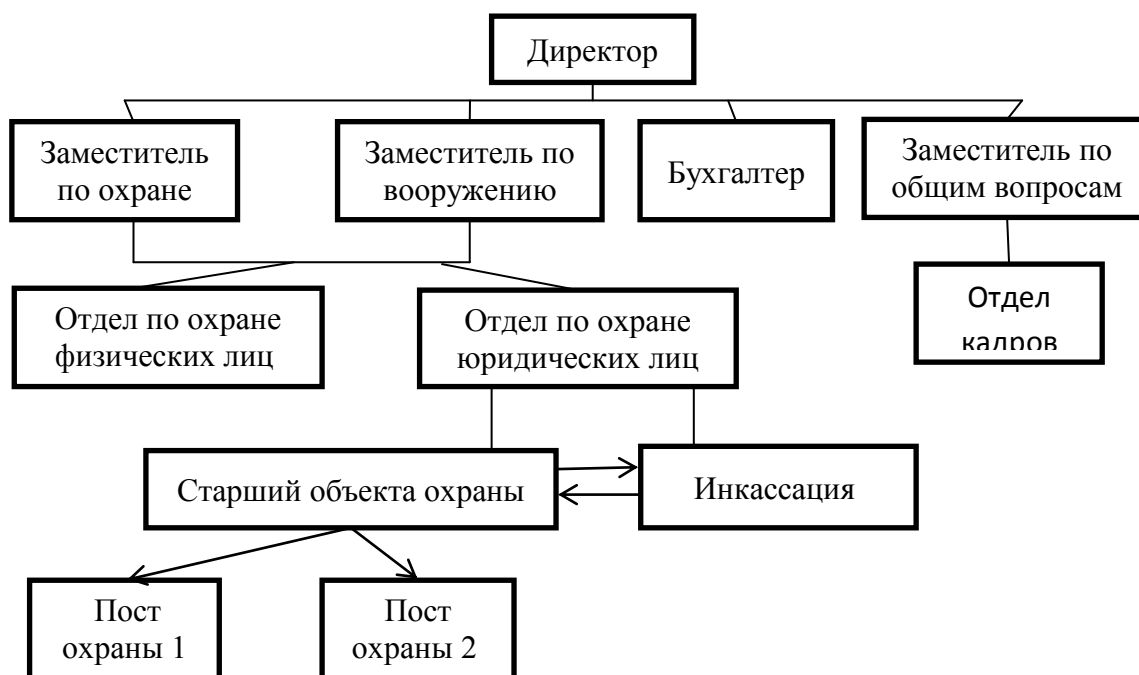 Директор
Заместитель
по охране
Заместитель по
вооружению
Бухгалтер
Заместитель по
общим вопросам
Отдел по охране
физических лиц
Отдел по охране
юридических лиц
Отдел
кадров
Старший объекта охраны
Инкассация
Пост
охраны 1
Пост
охраны 2